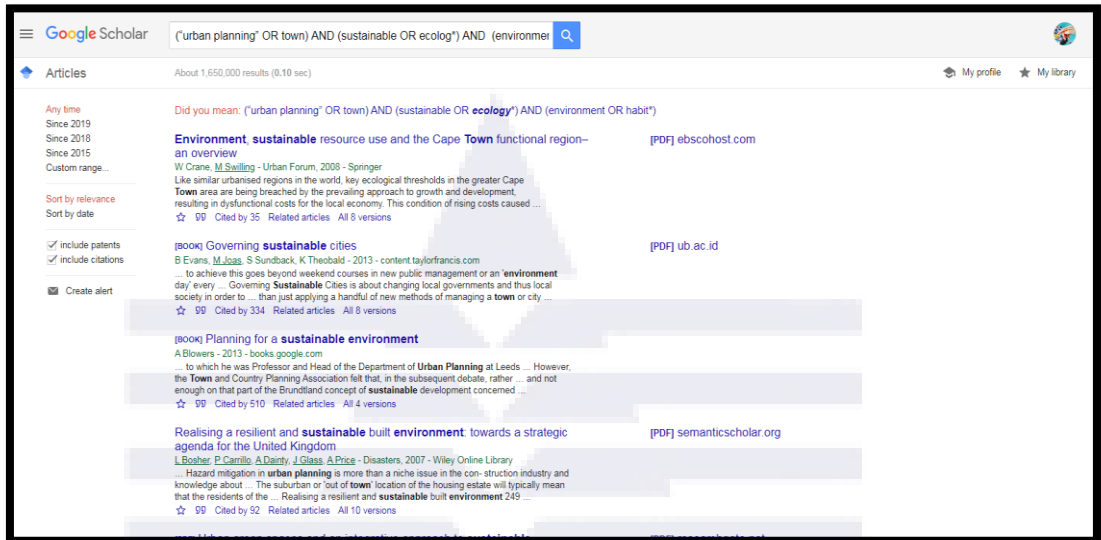 Google Scholar
("urban planning" OR town) AND (sustainable OR ecolog*) AND (environmer
Articles
About 1,650,000 results (0.10 sec)
My profile
My library
Any time
Since 2019
Since 2018
Since 2015
Custom range...
Sort by relevance
Sort by date
include patents
include citations
Create alert
Did you mean: ("urban planning" OR town) AND (sustainable OR ecology*) AND (environment OR habit*)
Environment, sustainable resource use and the Cape Town functional region–
an overview
[PDF] ebscohost.com
W Crane, M Swilling - Urban Forum, 2008 - Springer
Like similar urbanised regions in the world, key ecological thresholds in the greater Cape
Town area are being breached by the prevailing approach to growth and development,
resulting in dysfunctional costs for the local economy. This condition of rising costs caused ...
Cited by 35 Related articles All 8 versions
[BOOK] Governing sustainable cities
[PDF] ub.ac.id
B Evans, M Joas, S Sundback, K Theobald - 2013 - content.taylorfrancis.com
... to achieve this goes beyond weekend courses in new public management or an 'environment
day' every ... Governing Sustainable Cities is about changing local governments and thus local
society in order to ... than just applying a handful of new methods of managing a town or city ...
Cited by 334 Related articles All 8 versions
[BOOK] Planning for a sustainable environment
A Blowers - 2013 - books.google.com
... to which he was Professor and Head of the Department of Urban Planning at Leeds ... However,
the Town and Country Planning Association felt that, in the subsequent debate, rather ... and not
enough on that part of the Brundtland concept of sustainable development concerned ...
Cited by 510 Related articles All 4 versions
Realising a resilient and sustainable built environment: towards a strategic
agenda for the United Kingdom
[PDF] semanticscholar.org
L Bosher, P Carrillo, A Dainty, J Glass, A Price - Disasters, 2007 - Wiley Online Library
... Hazard mitigation in urban planning is more than a niche issue in the con- struction industry and
knowledge about ... The suburban or 'out of town' location of the housing estate will typically mean
that the residents of the ... Realising a resilient and sustainable built environment 249 ...
Cited by 92 Related articles All 10 versions